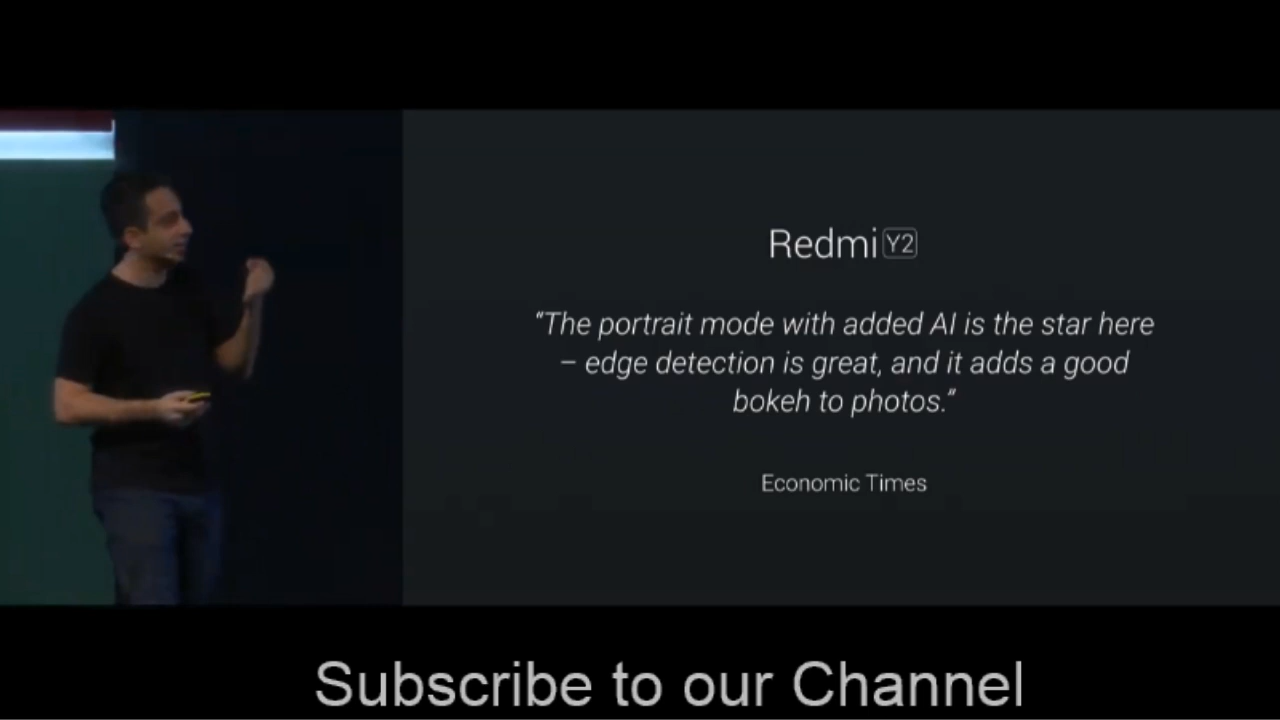 Redmi Y2
“The portrait mode with added AI is the star here
– edge detection is great, and it adds a good
bokeh to photos.”
Economic Times
Subscribe to our Channel